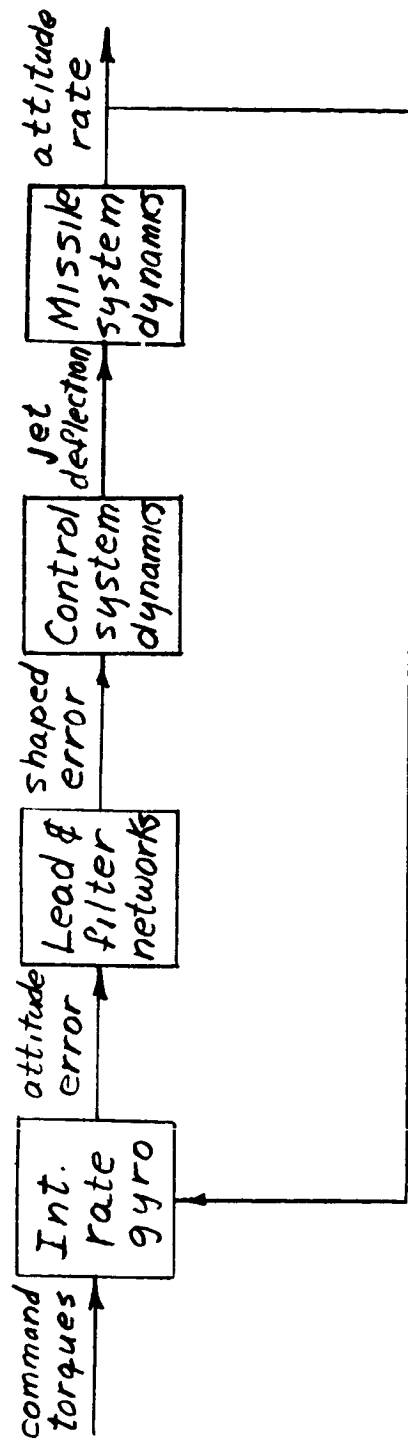 command
torques
Int.
rate
gyro
attitude
error
Lead &
filter
networks
shaped
error
Control
system
dynamics
Jet
deflection
Missile
system
dynamics
attitude
rate